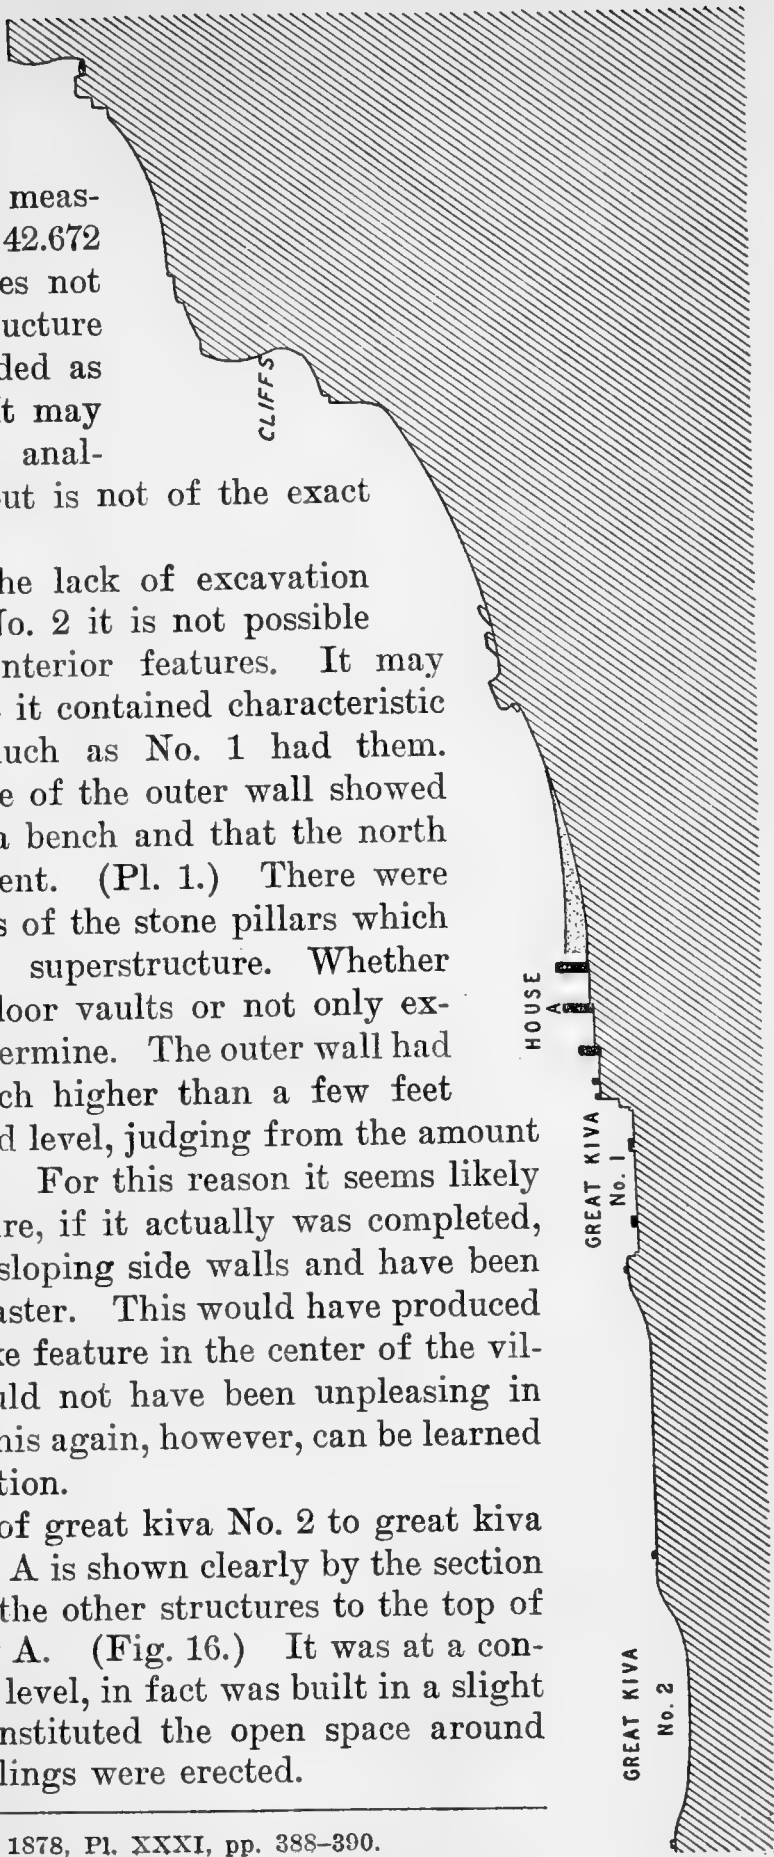 meas-
42.672
es not
ucture
ded as
t may
anal-
ut is not of the exact
he lack of excavation
No. 2 it is not possible
nterior features. It may
it contained characteristic
uch as No. 1 had them.
e of the outer wall showed
a bench and that the north
ent. (Pl. 1.) There were
s of the stone pillars which
superstructure. Whether
loor vaults or not only ex-
ermine. The outer wall had
ch higher than a few feet
d level, judging from the amount
For this reason it seems likely
re, if it actually was completed,
sloping side walls and have been
aster. This would have produced
ke feature in the center of the vil-
uld not have been unpleasing in
his again, however, can be learned
tion.
of great kiva No. 2 to great kiva
A is shown clearly by the section
the other structures to the top of
A. (Fig. 16.) It was at a con-
level, in fact was built in a slight
nstituted the open space around
lings were erected.
1878, Pl. XXXI, pp. 388–390.
CLIFFS
HOUSE
A
GREAT KIVA
No. 1
GREAT KIVA
No. 2